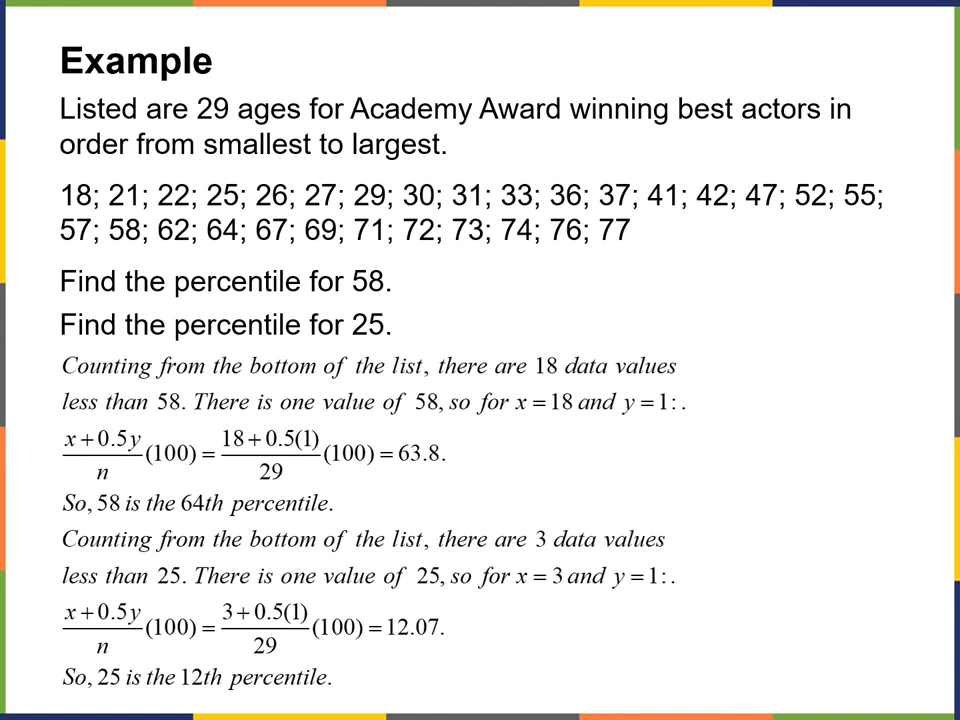 Example
Listed are 29 ages for Academy Award winning best actors in
order from smallest to largest.
18; 21; 22; 25; 26; 27; 29; 30; 31; 33; 36; 37; 41; 42; 47; 52; 55;
57; 58; 62; 64; 67; 69; 71; 72; 73; 74; 76; 77
Find the percentile for 58.
Find the percentile for 25.
Counting from the bottom of the list, there are 18 data values
less than 58. There is one value of 58, so for x = 18 and y = 1:.
(x + 0.5y)/n (100) = (18 + 0.5(1))/29 (100) = 63.8.
So, 58 is the 64th percentile.
Counting from the bottom of the list, there are 3 data values
less than 25. There is one value of 25, so for x = 3 and y = 1:.
(x + 0.5y)/n (100) = (3 + 0.5(1))/29 (100) = 12.07.
So, 25 is the 12th percentile.